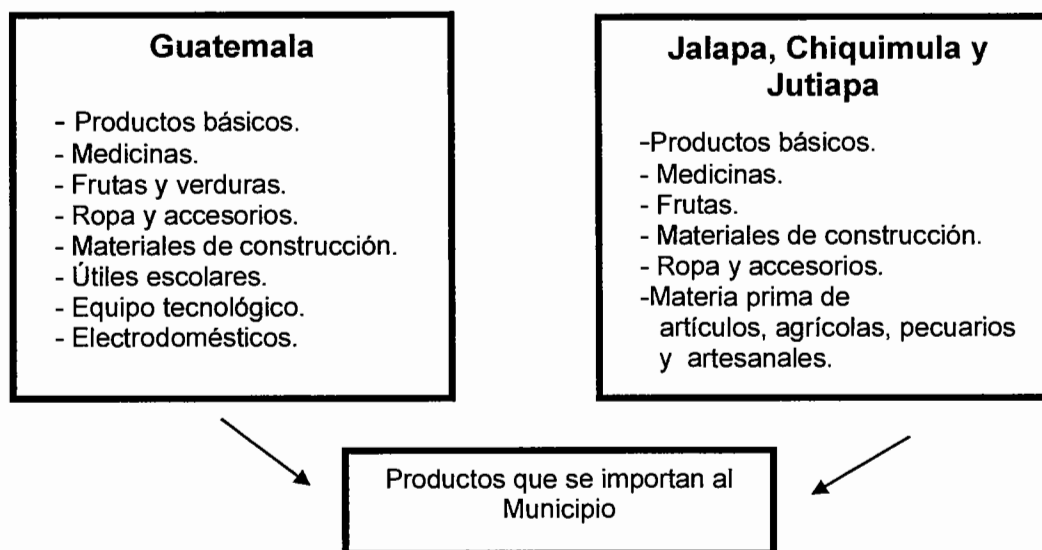 Guatemala
- Productos básicos.
- Medicinas.
- Frutas y verduras.
- Ropa y accesorios.
- Materiales de construcción.
- Útiles escolares.
- Equipo tecnológico.
- Electrodomésticos.
Jalapa, Chiquimula y
Jutiapa
-Productos básicos.
- Medicinas.
- Frutas.
- Materiales de construcción.
- Ropa y accesorios.
-Materia prima de
artículos, agrícolas, pecuarios
y artesanales.
Productos que se importan al
Municipio